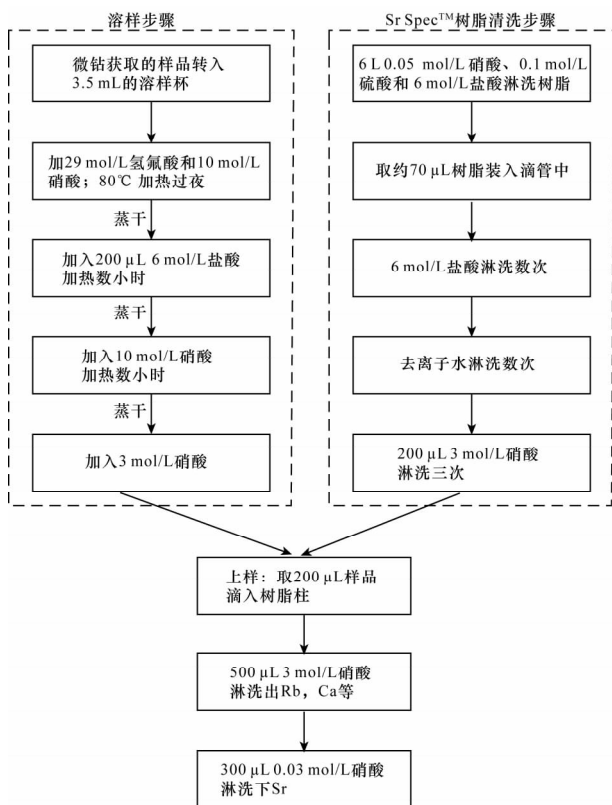 溶样步骤
微钻获取的样品转入
3.5 mL的溶样杯
加29 mol/L氢氟酸和10 mol/L
硝酸；80℃ 加热过夜
蒸干
加入200 μL 6 mol/L盐酸
加热数小时
蒸干
加入10 mol/L硝酸
加热数小时
蒸干
加入3 mol/L硝酸
Sr Spec™树脂清洗步骤
6 L 0.05 mol/L硝酸、0.1 mol/L
硫酸和6 mol/L盐酸淋洗树脂
取约70 μL树脂装入滴管中
6 mol/L盐酸淋洗数次
去离子水淋洗数次
200 μL 3 mol/L硝酸
淋洗三次
上样：取200 μL样品
滴入树脂柱
500 μL 3 mol/L硝酸
淋洗出Rb，Ca等
300 μL 0.03 mol/L硝酸
淋洗下Sr